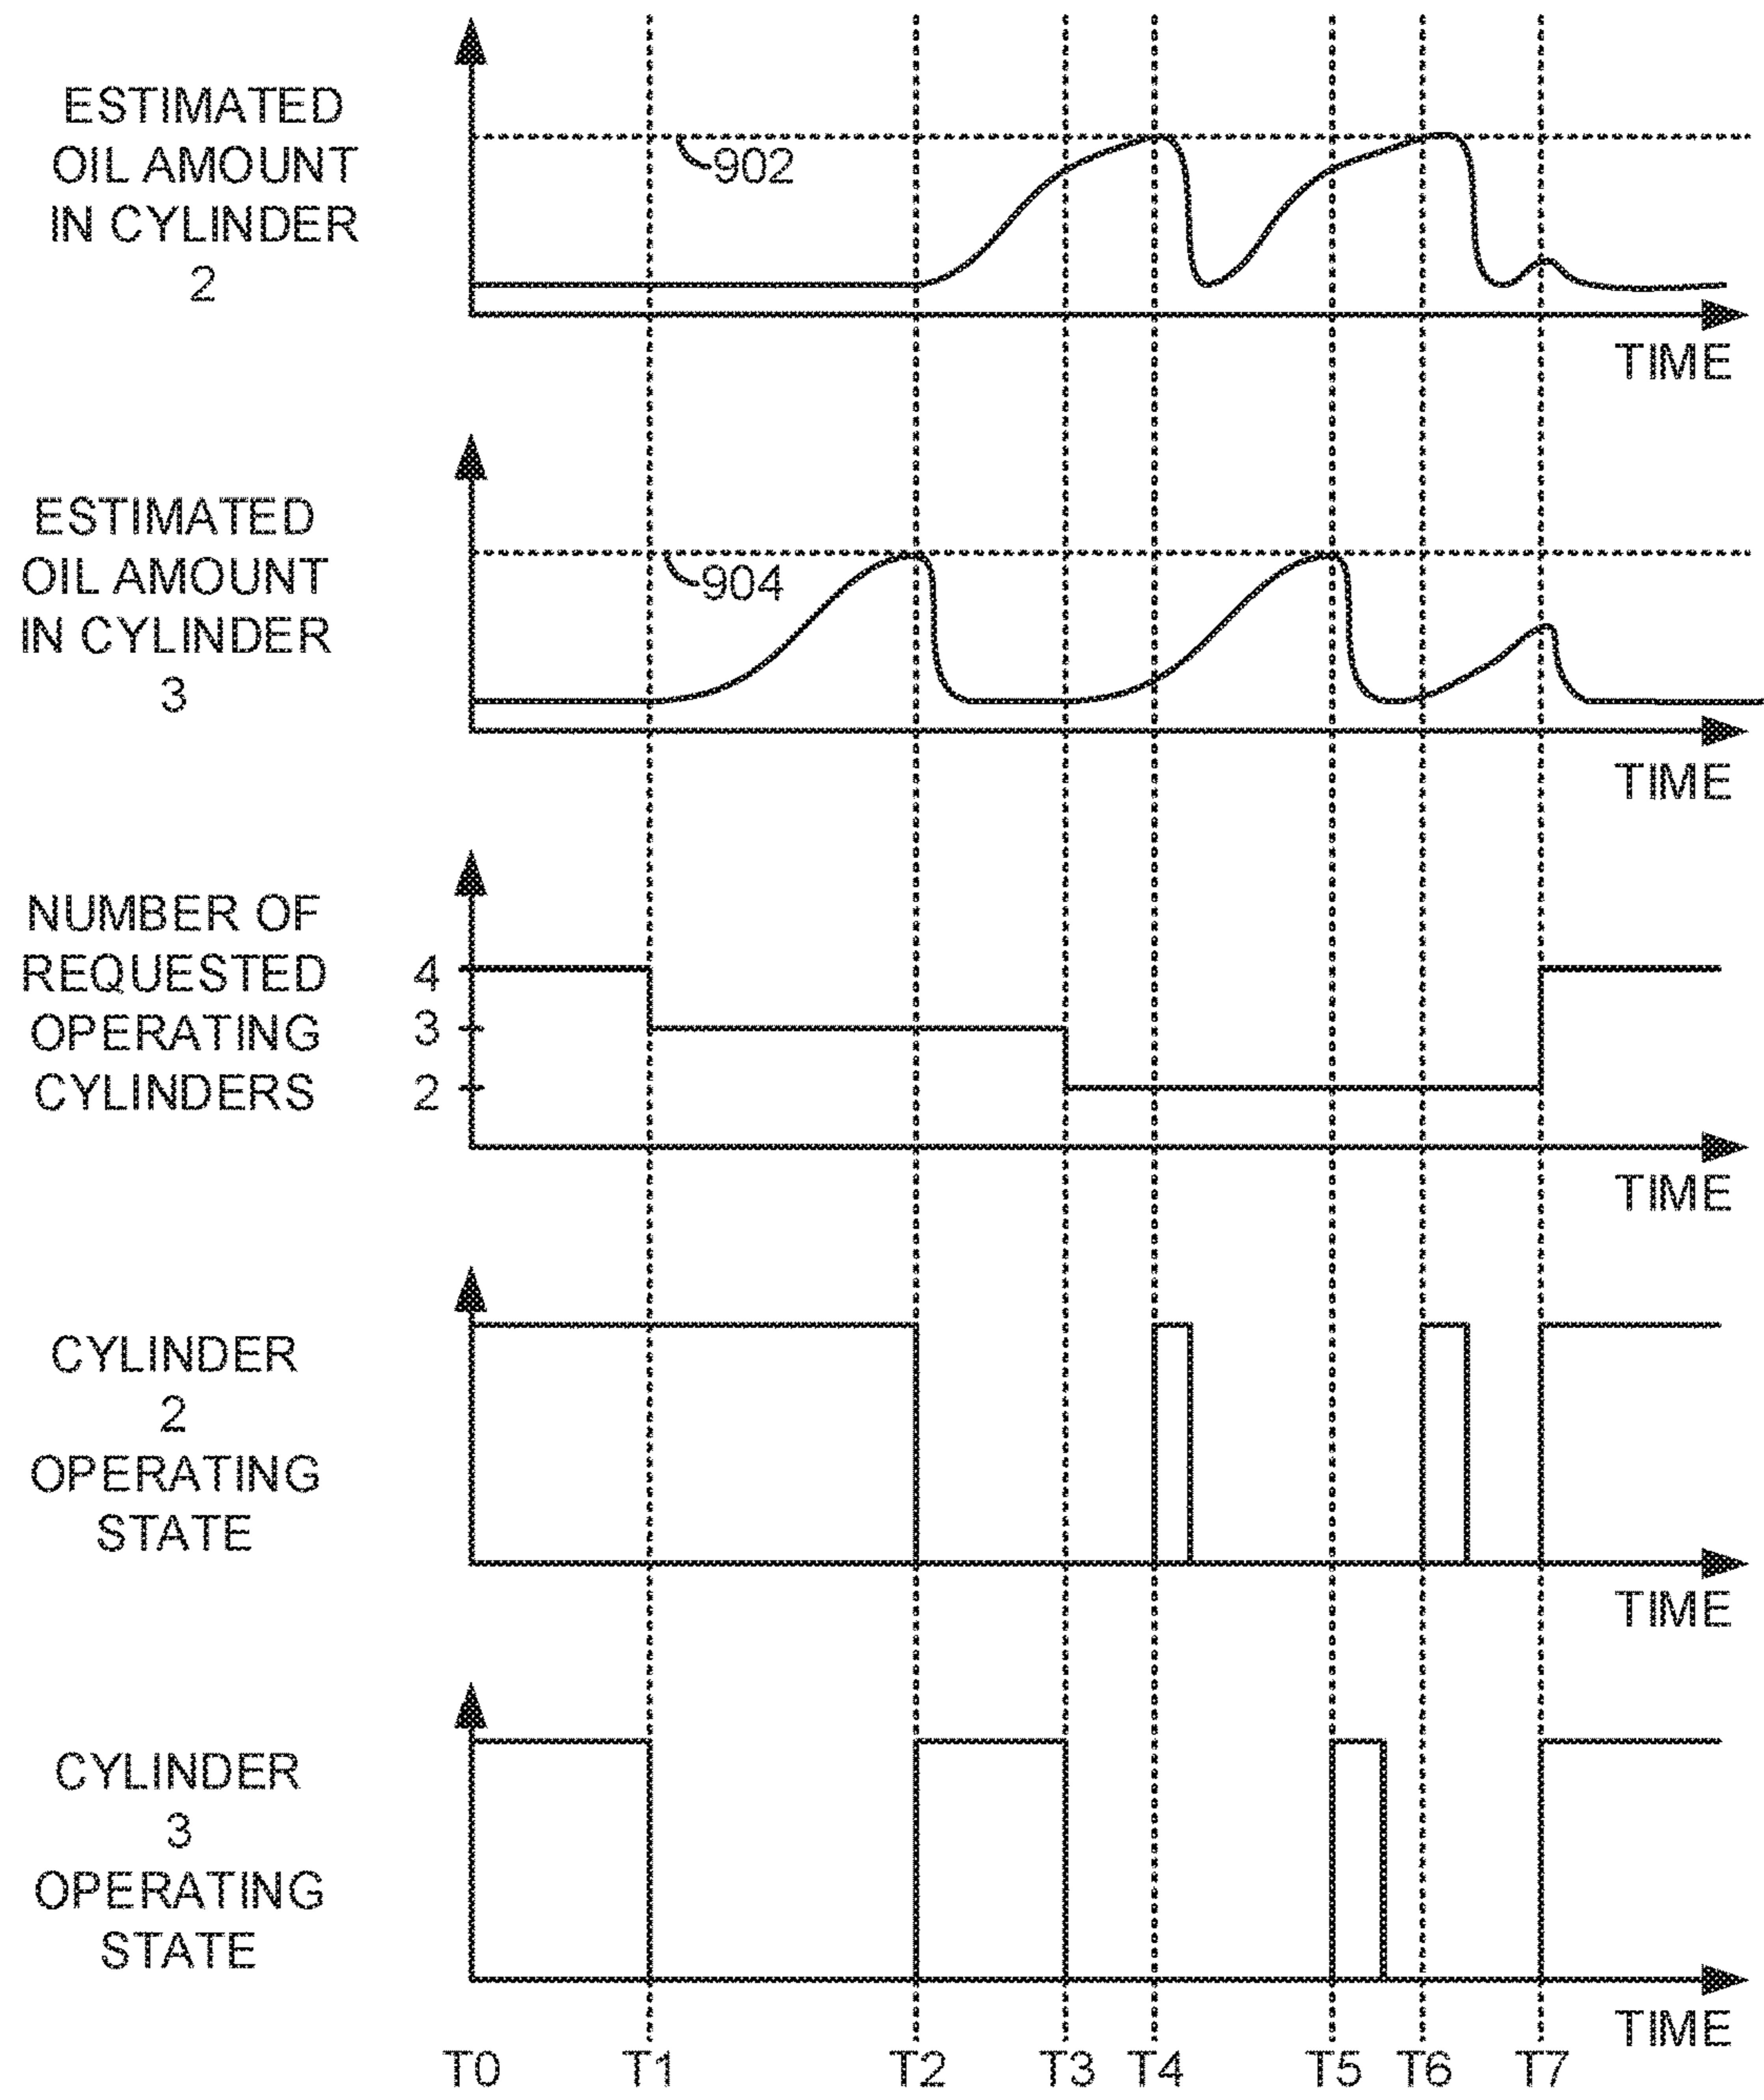 ESTIMATED
OIL AMOUNT
IN CYLINDER
2
902
TIME
ESTIMATED
OIL AMOUNT
IN CYLINDER
3
904
TIME
NUMBER OF
REQUESTED
OPERATING
CYLINDERS
4
3
2
TIME
CYLINDER
2
OPERATING
STATE
TIME
CYLINDER
3
OPERATING
STATE
TIME
T0 T1 T2 T3 T4 T5 T6 T7